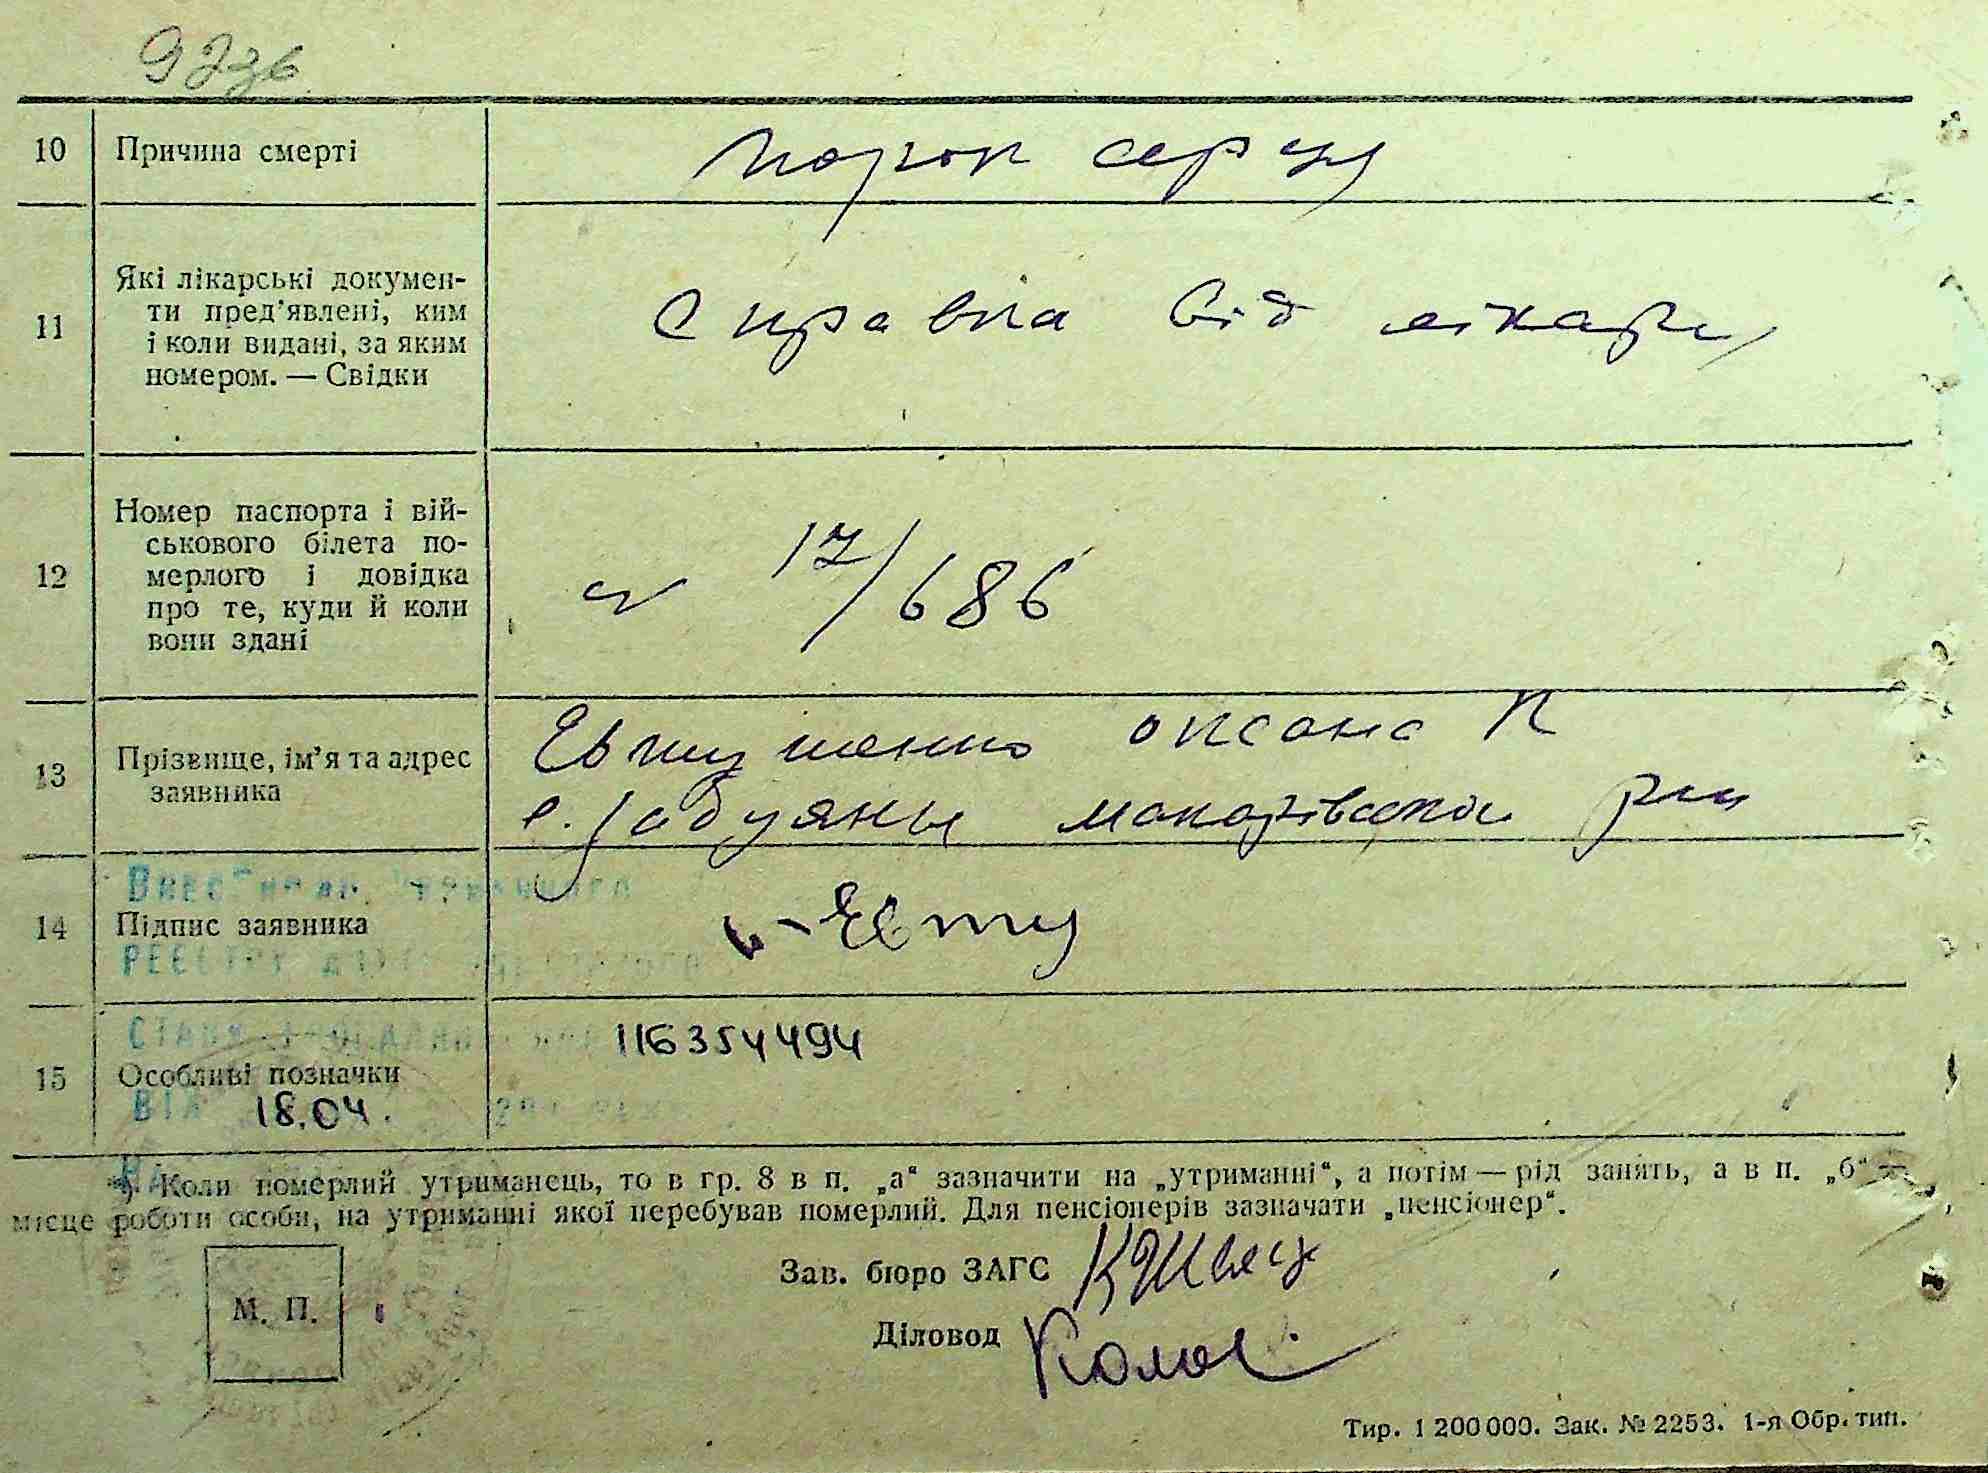 10 Причина смерті порок серця
11 Які лікарські докумен-
ти пред’явлені, ким
і коли видані, за яким
номером. — Свідки
Справка від лікаря
12 Номер паспорта і вій-
ськового білета по-
мерлого і довідка
про те, куди й коли
вони здані
17/686
13 Прізвище, ім’я та адрес
заявника
Євтушенко оксана П
с. Забуяння макарівський р-н
14 Підпис заявника Євту
15 Особливі позначки
116354494
18.04.
Коли померлий утриманець, то в гр. 8 в п. „а“ зазначити на „утриманні“, а потім — рід занять, а в п. „б“ —
місце роботи особи, на утриманні якої перебував померлий. Для пенсіонерів зазначати „пенсіонер“.
М. П.
Зав. бюро ЗАГС
Діловод
Тир. 1 200 000. Зак. № 2253. 1-я Обр. тип.